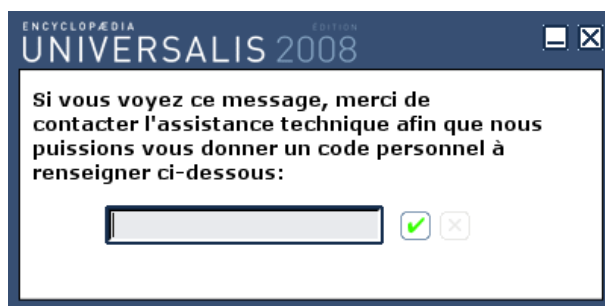 ENCYCLOPÆDIA ÉDITION
UNIVERSALIS 2008
Si vous voyez ce message, merci de
contacter l'assistance technique afin que nous
puissions vous donner un code personnel à
renseigner ci-dessous: